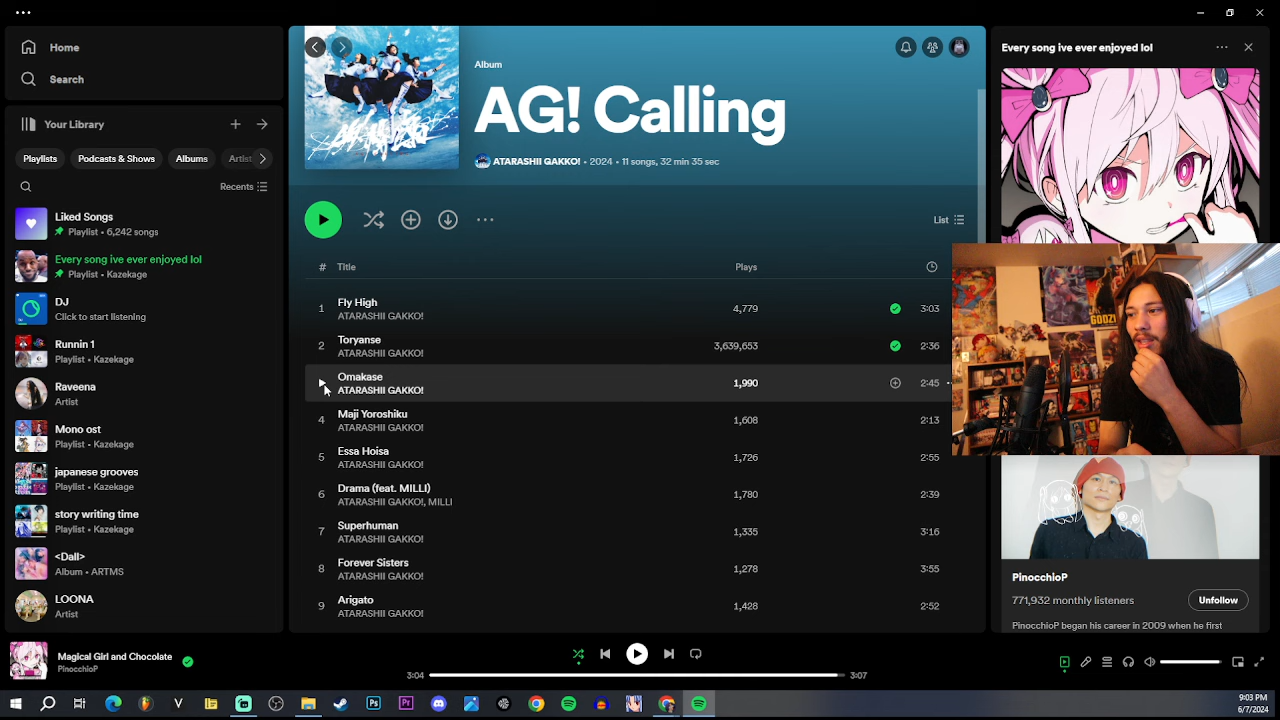 Home
Search
Your Library
Playlists
Podcasts & Shows
Albums
Artist
Recents
Liked Songs
Playlist • 6,242 songs
Every song ive ever enjoyed lol
Playlist • Kazekage
DJ
Click to start listening
Runnin 1
Playlist • Kazekage
Raveena
Artist
Mono ost
Playlist • Kazekage
japanese grooves
Playlist • Kazekage
story writing time
Playlist • Kazekage
<Dall>
Album • ARTMS
LOONA
Artist
Album
AG! Calling
ATARASHII GAKKO! • 2024 • 11 songs, 32 min 35 sec
List
# Title Plays
1 Fly High 4,779 3:03
ATARASHII GAKKO!
2 Toryanse 3,639,653 2:36
ATARASHII GAKKO!
Omakase 1,990 2:45
ATARASHII GAKKO!
4 Maji Yoroshiku 1,608 2:13
ATARASHII GAKKO!
5 Essa Hoisa 1,726 2:55
ATARASHII GAKKO!
6 Drama (feat. MILLI) 1,780 2:39
ATARASHII GAKKO!, MILLI
7 Superhuman 1,335 3:16
ATARASHII GAKKO!
8 Forever Sisters 1,278 3:55
ATARASHII GAKKO!
9 Arigato 1,428 2:52
ATARASHII GAKKO!
Every song ive ever enjoyed lol
GODZI
PinocchioP
771,932 monthly listeners
Unfollow
PinocchioP began his career in 2009 when he first
Magical Girl and Chocolate
PinocchioP
3:04
3:07
9:03 PM
6/7/2024